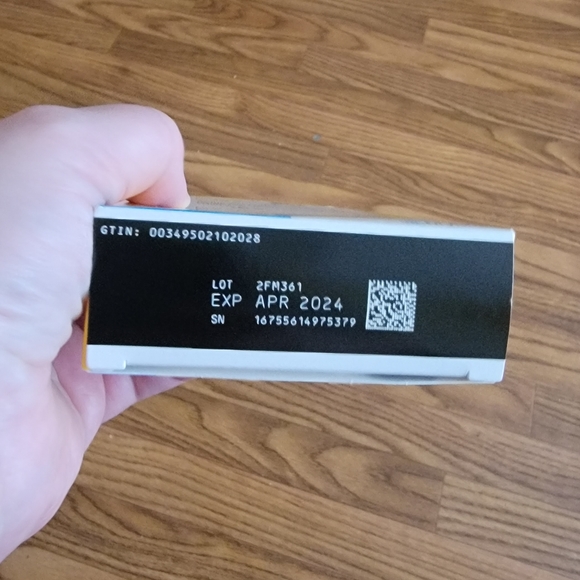 GTIN: 00349502102028
LOT 2FM361
EXP APR 2024
SN 16755614975379